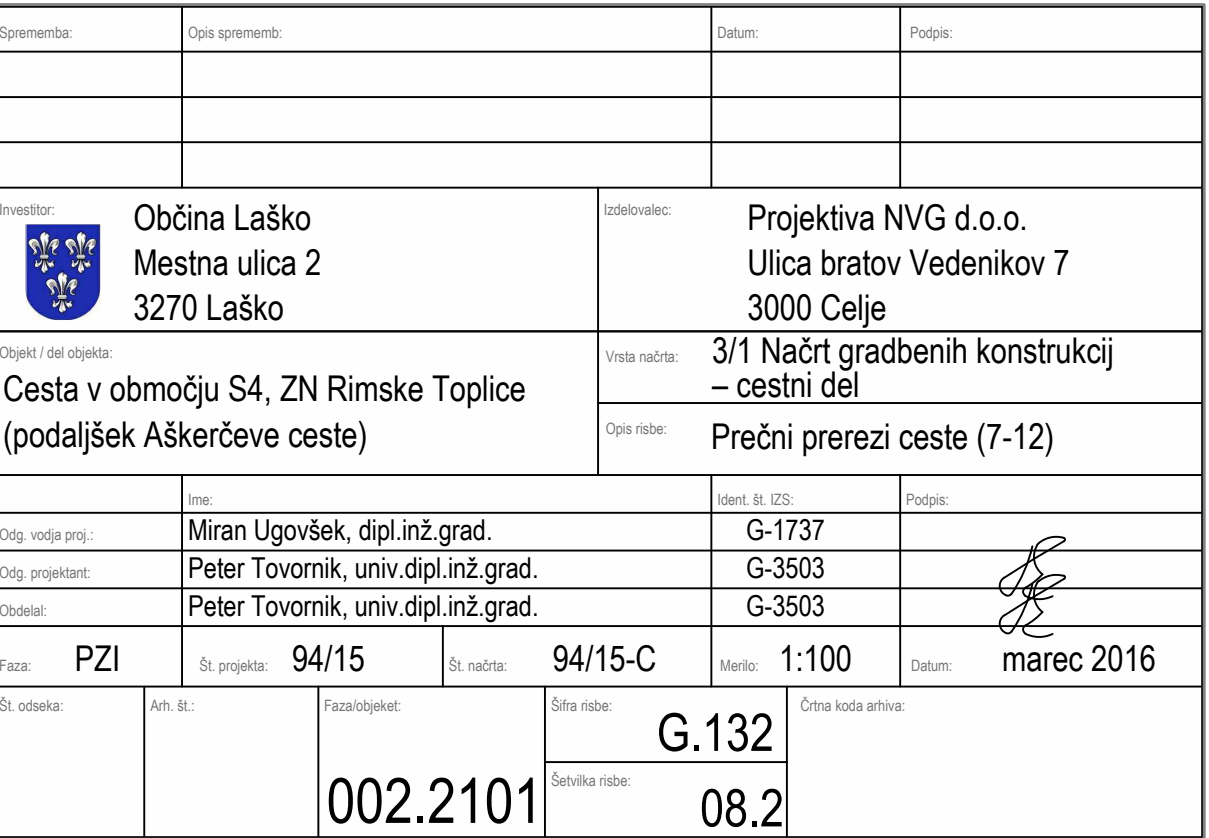 Sprememba: Opis sprememb: Datum: Podpis:
Investitor:
Občina Laško
Mestna ulica 2
3270 Laško
Izdelovalec:
Projektiva NVG d.o.o.
Ulica bratov Vedenikov 7
3000 Celje
Objekt / del objekta:
Cesta v območju S4, ZN Rimske Toplice
(podaljšek Aškerčeve ceste)
Vrsta načrta:
3/1 Načrt gradbenih konstrukcij
– cestni del
Opis risbe: Prečni prerezi ceste (7-12)
Ime: Ident. št. IZS: Podpis:
Odg. vodja proj.: Miran Ugovšek, dipl.inž.grad. G-1737
Odg. projektant: Peter Tovornik, univ.dipl.inž.grad. G-3503
Obdelal: Peter Tovornik, univ.dipl.inž.grad. G-3503
Faza: PZI Št. projekta: 94/15 Št. načrta: 94/15-C Merilo: 1:100 Datum: marec 2016
Št. odseka: Arh. št.: Faza/objeket: Šifra risbe: Črtna koda arhiva:
G.132
002.2101
Šetvilka risbe:
08.2